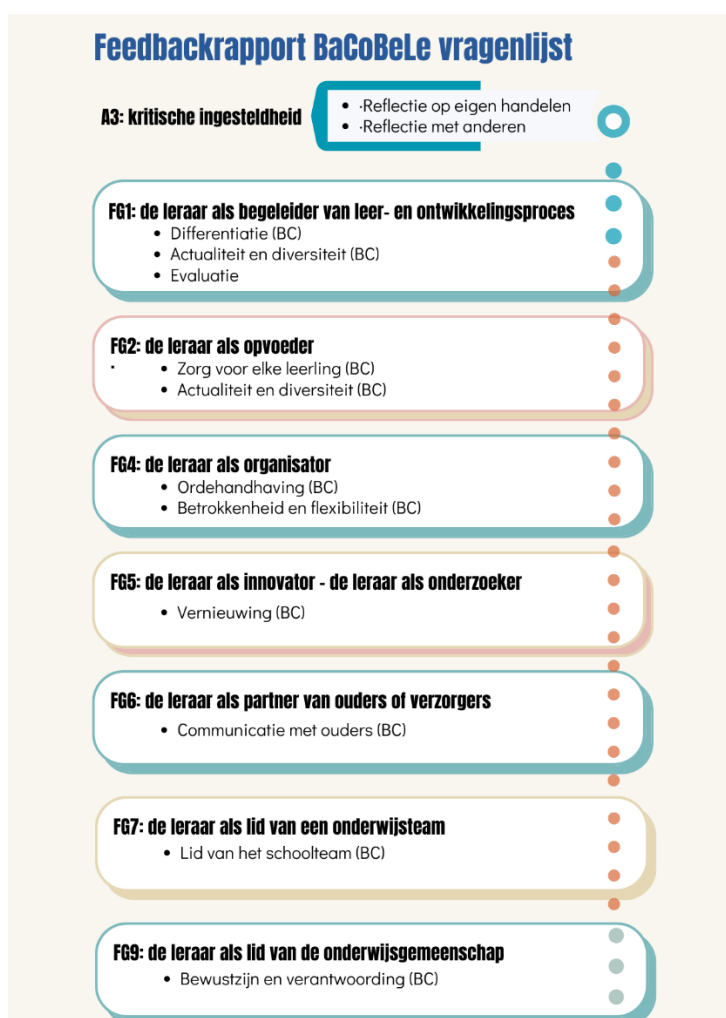 Feedbackrapport BaCoBeLe vragenlijst
A3: kritische ingesteldheid
• ·Reflectie op eigen handelen
• ·Reflectie met anderen
FG1: de leraar als begeleider van leer- en ontwikkelingsproces
• Differentiatie (BC)
• Actualiteit en diversiteit (BC)
• Evaluatie
FG2: de leraar als opvoeder
· • Zorg voor elke leerling (BC)
• Actualiteit en diversiteit (BC)
FG4: de leraar als organisator
• Ordehandhaving (BC)
• Betrokkenheid en flexibiliteit (BC)
FG5: de leraar als innovator - de leraar als onderzoeker
• Vernieuwing (BC)
FG6: de leraar als partner van ouders of verzorgers
• Communicatie met ouders (BC)
FG7: de leraar als lid van een onderwijsteam
• Lid van het schoolteam (BC)
FG9: de leraar als lid van de onderwijsgemeenschap
• Bewustzijn en verantwoording (BC)